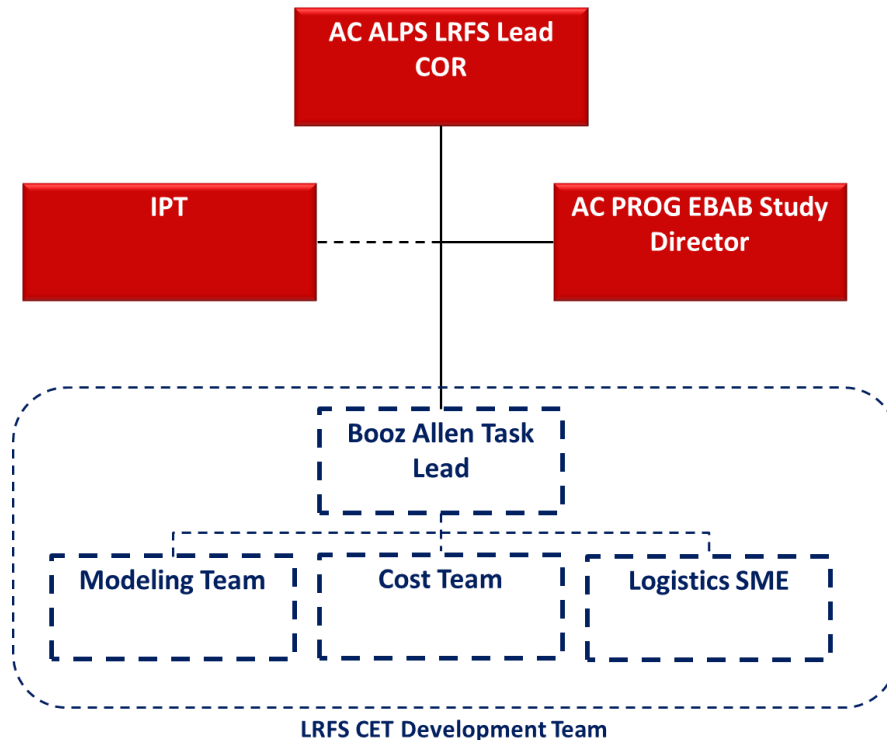 AC ALPS LRFS Lead
COR
IPT
AC PROG EBAB Study
Director
Booz Allen Task
Lead
Modeling Team
Cost Team
Logistics SME
LRFS CET Development Team